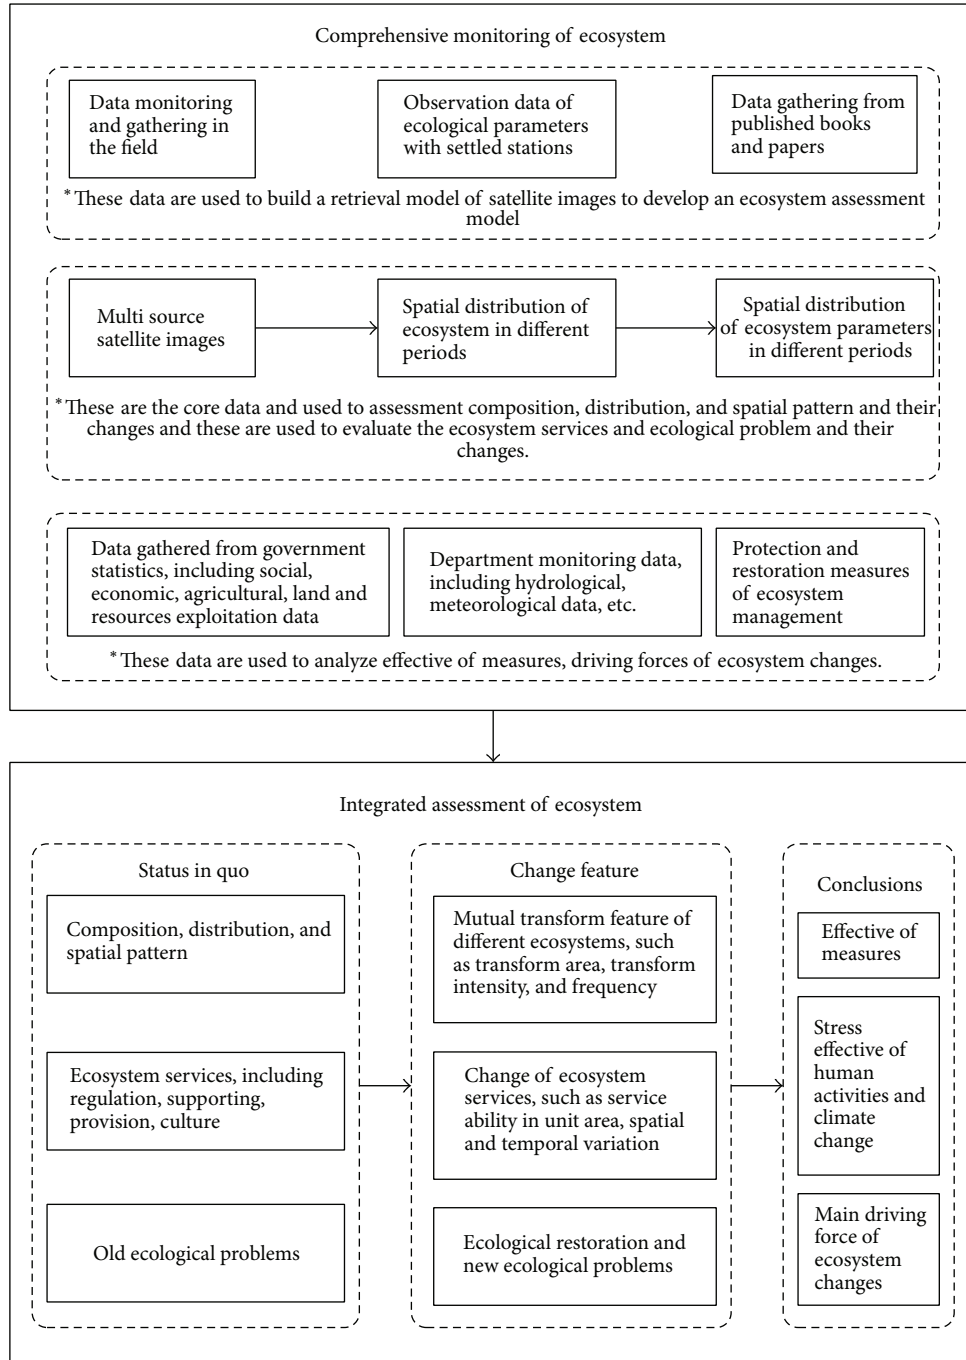 Comprehensive monitoring of ecosystem
Data monitoring
and gathering in
the field
Observation data of
ecological parameters
with settled stations
Data gathering from
published books
and papers
* These data are used to build a retrieval model of satellite images to develop an ecosystem assessment
model
Multi source
satellite images
Spatial distribution of
ecosystem in different
periods
Spatial distribution
of ecosystem parameters
in different periods
* These are the core data and used to assessment composition, distribution, and spatial pattern and their
changes and these are used to evaluate the ecosystem services and ecological problem and their
changes.
Data gathered from government
statistics, including social,
economic, agricultural, land and
resources exploitation data
Department monitoring data,
including hydrological,
meteorological data, etc.
Protection and
restoration measures
of ecosystem
management
* These data are used to analyze effective of measures, driving forces of ecosystem changes.
Integrated assessment of ecosystem
Status in quo
Composition, distribution, and
spatial pattern
Ecosystem services, including
regulation, supporting,
provision, culture
Old ecological problems
Change feature
Mutual transform feature of
different ecosystems, such
as transform area, transform
intensity, and frequency
Change of ecosystem
services, such as service
ability in unit area, spatial
and temporal variation
Ecological restoration and
new ecological problems
Conclusions
Effective of
measures
Stress
effective of
human
activities and
climate
change
Main driving
force of
ecosystem
changes